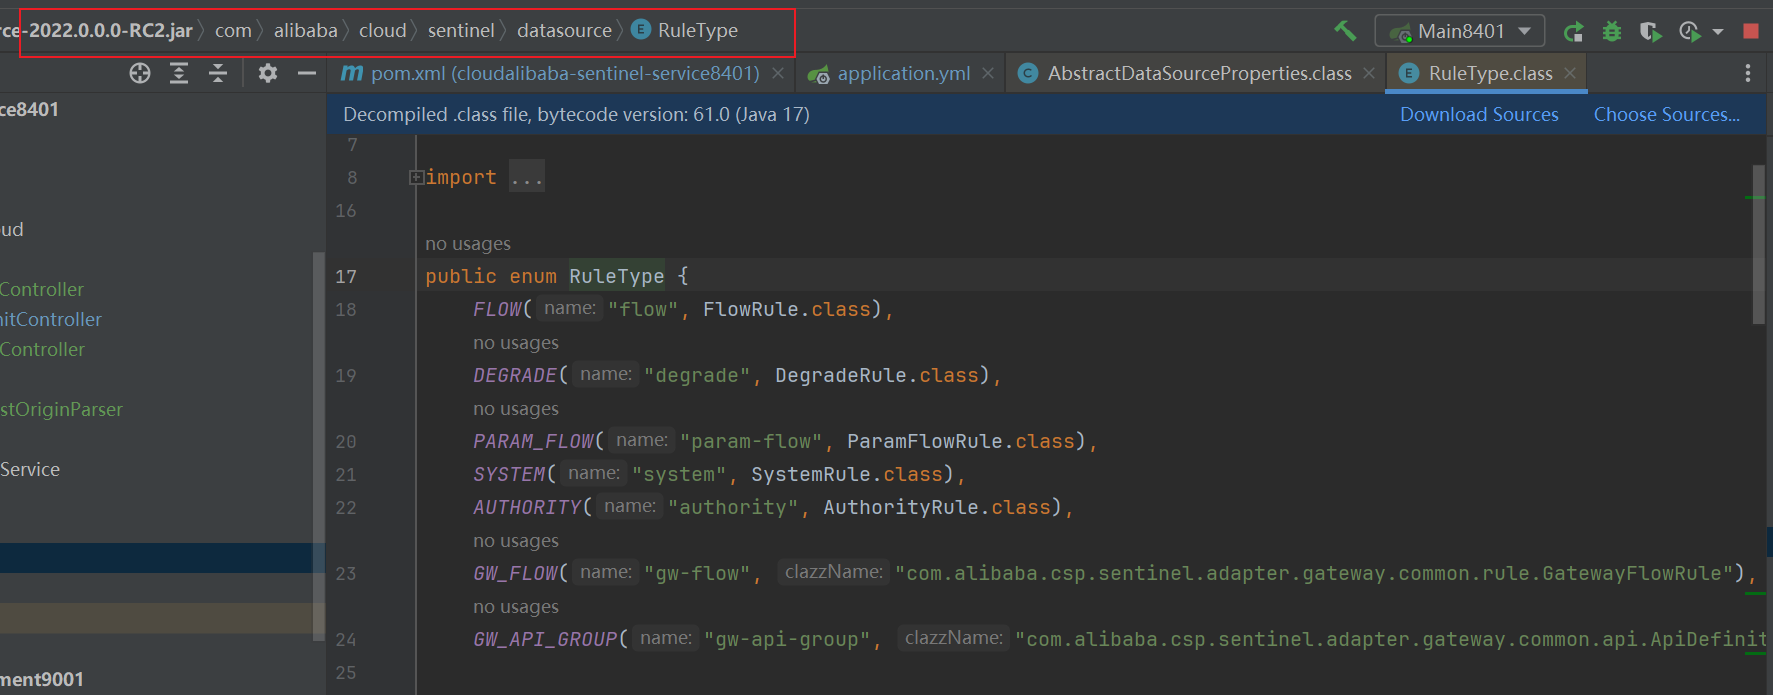 rce-2022.0.0.0-RC2.jar com alibaba cloud sentinel datasource E RuleType Main8401
pom.xml (cloudalibaba-sentinel-service8401) application.yml C AbstractDataSourceProperties.class E RuleType.class
ce8401
Decompiled .class file, bytecode version: 61.0 (Java 17) Download Sources Choose Sources...
7
8 import ...
16
oud
no usages
17 public enum RuleType {
Controller
18 FLOW( name: "flow", FlowRule.class),
nitController
no usages
Controller
19 DEGRADE( name: "degrade", DegradeRule.class),
no usages
stOriginParser
20 PARAM_FLOW( name: "param-flow", ParamFlowRule.class),
Service
21 SYSTEM( name: "system", SystemRule.class),
22 AUTHORITY( name: "authority", AuthorityRule.class),
no usages
23 GW_FLOW( name: "gw-flow", clazzName: "com.alibaba.csp.sentinel.adapter.gateway.common.rule.GatewayFlowRule"),
no usages
24 GW_API_GROUP( name: "gw-api-group", clazzName: "com.alibaba.csp.sentinel.adapter.gateway.common.api.ApiDefinit
25
ment9001